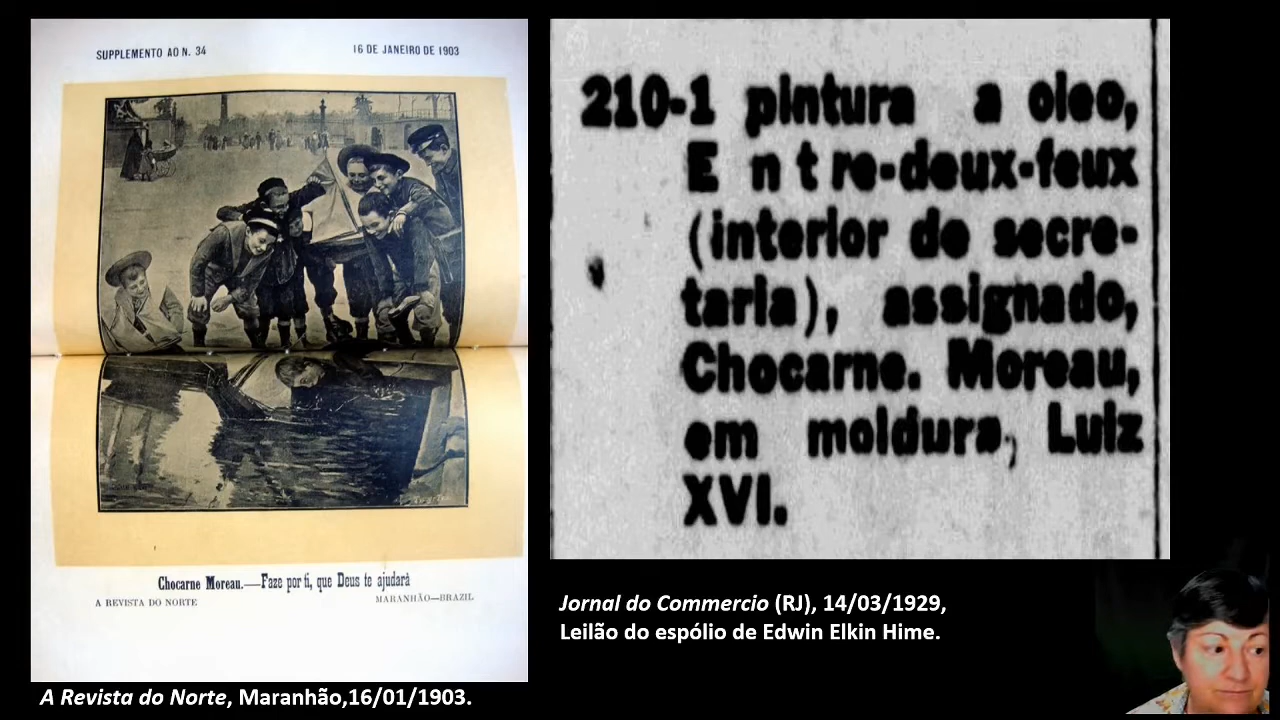 SUPPLEMENTO AO N. 34
16 DE JANEIRO DE 1903
Chocarne Moreau.—Faze por ti, que Deus te ajudarà
A REVISTA DO NORTE
MARANHÃO—BRAZIL
A Revista do Norte, Maranhão,16/01/1903.
210-1 pintura a oleo,
E n t re-deux-feux
(interior de secre-
taria), assignado,
Chocarne. Moreau,
em moldura, Luiz
XVI.
Jornal do Commercio (RJ), 14/03/1929,
Leilão do espólio de Edwin Elkin Hime.